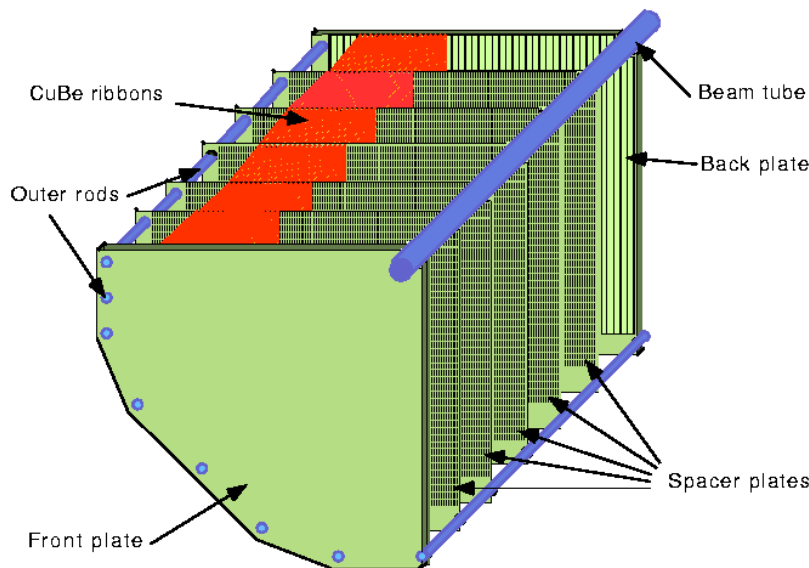 CuBe ribbons
Beam tube
Back plate
Outer rods
Spacer plates
Front plate